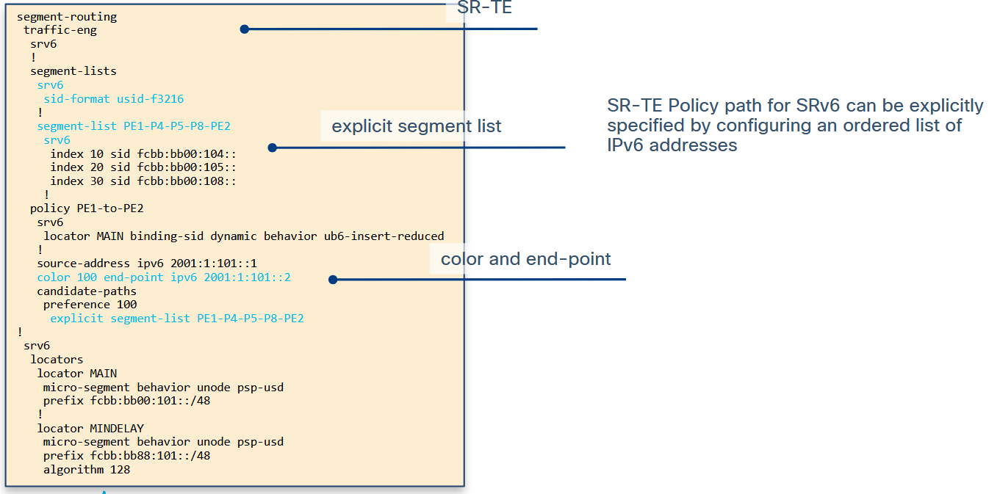 segment-routing
traffic-eng
srv6
!
segment-lists
srv6
sid-format usid-f3216
!
segment-list PE1-P4-P5-P8-PE2
srv6
index 10 sid fcbb:bb00:104::
index 20 sid fcbb:bb00:105::
index 30 sid fcbb:bb00:108::
!
policy PE1-to-PE2
srv6
locator MAIN binding-sid dynamic behavior ub6-insert-reduced
!
source-address ipv6 2001:1:101::1
color 100 end-point ipv6 2001:1:101::2
candidate-paths
preference 100
explicit segment-list PE1-P4-P5-P8-PE2
!
srv6
locators
locator MAIN
micro-segment behavior unode psp-usd
prefix fcbb:bb00:101::/48
!
locator MINDELAY
micro-segment behavior unode psp-usd
prefix fcbb:bb88:101::/48
algorithm 128
SR-TE
explicit segment list
color and end-point
SR-TE Policy path for SRv6 can be explicitly
specified by configuring an ordered list of
IPv6 addresses